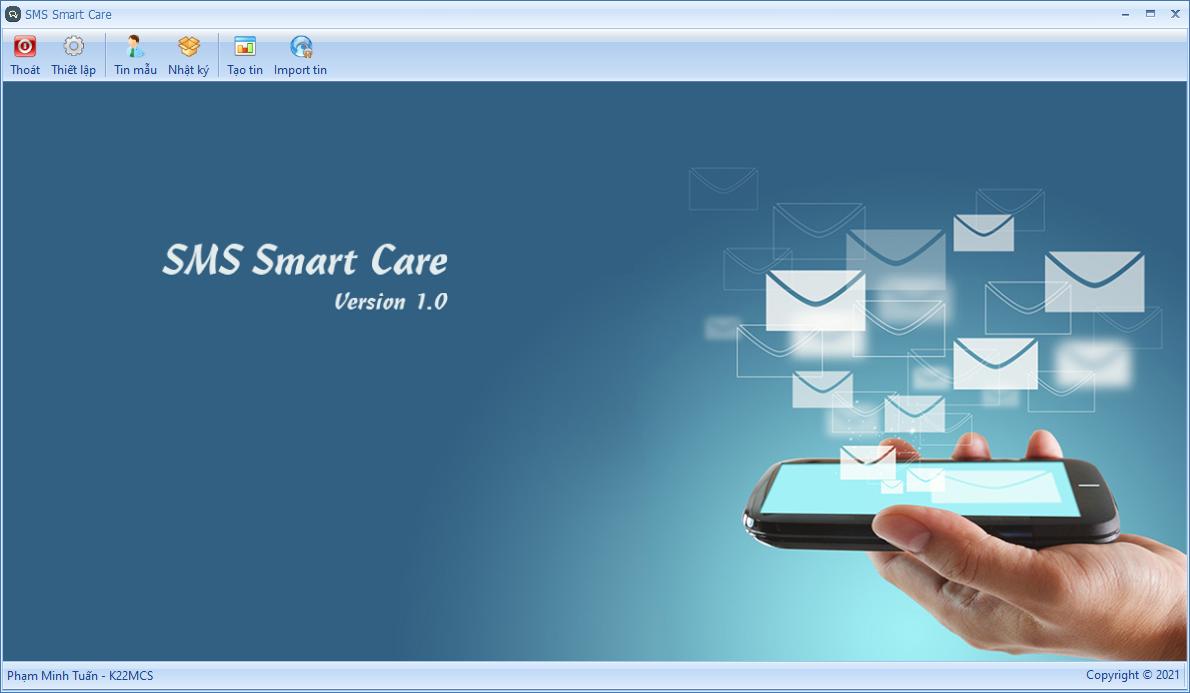 SMS Smart Care
Thoát Thiết lập Tin mẫu Nhật ký Tạo tin Import tin
SMS Smart Care
Version 1.0
Phạm Minh Tuấn - K22MCS Copyright © 2021